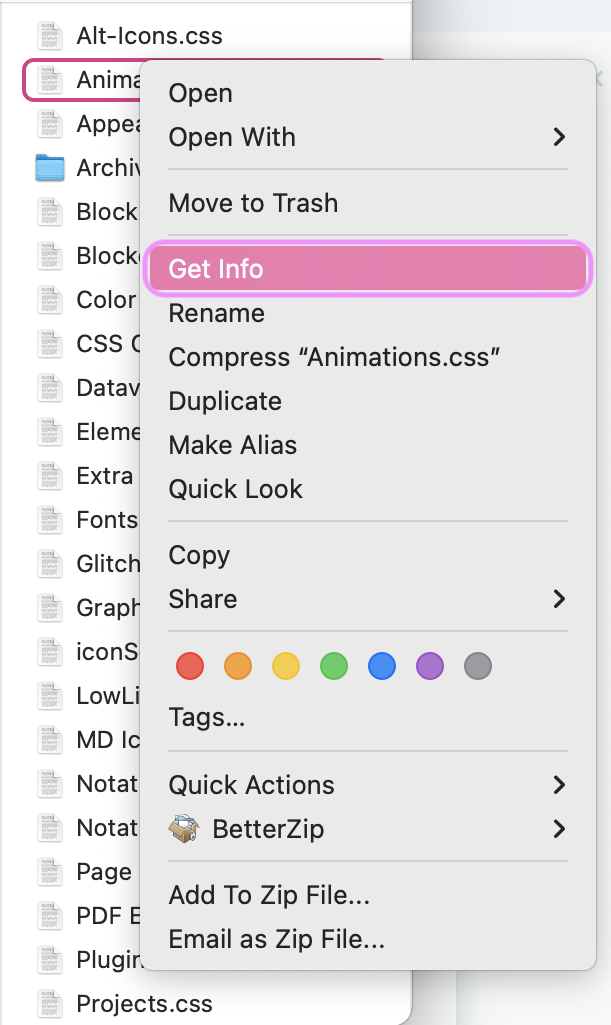 Alt-Icons.css
Anima
Open
Appea
Open With
Archiv
Move to Trash
Block
Blocke
Get Info
Color
Rename
CSS
Compress “Animations.css”
Datav
Duplicate
Eleme
Make Alias
Extra
Quick Look
Fonts
Glitch
Copy
Graph
Share
iconS
LowLi
Tags...
MD Ic
Notat
Quick Actions
Notat
BetterZip
Page
Add To Zip File...
PDF E
Email as Zip File...
Plugin
Projects.css